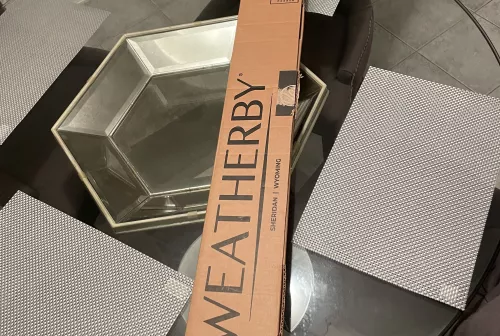 WEATHERBY®
SHERIDAN | WYOMING